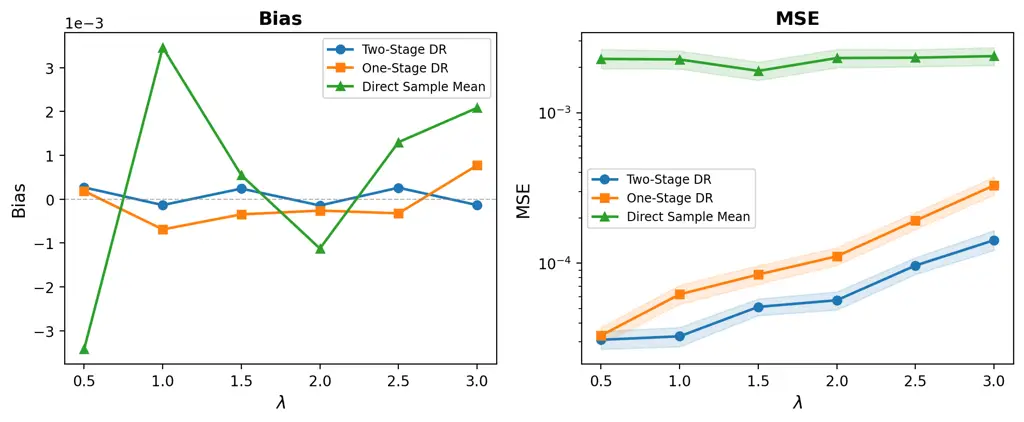 Bias
1e−3
3
2
1
0
−1
−2
−3
Bias
0.5 1.0 1.5 2.0 2.5 3.0
λ
Two-Stage DR
One-Stage DR
Direct Sample Mean
MSE
10−3
10−4
MSE
0.5 1.0 1.5 2.0 2.5 3.0
λ
Two-Stage DR
One-Stage DR
Direct Sample Mean